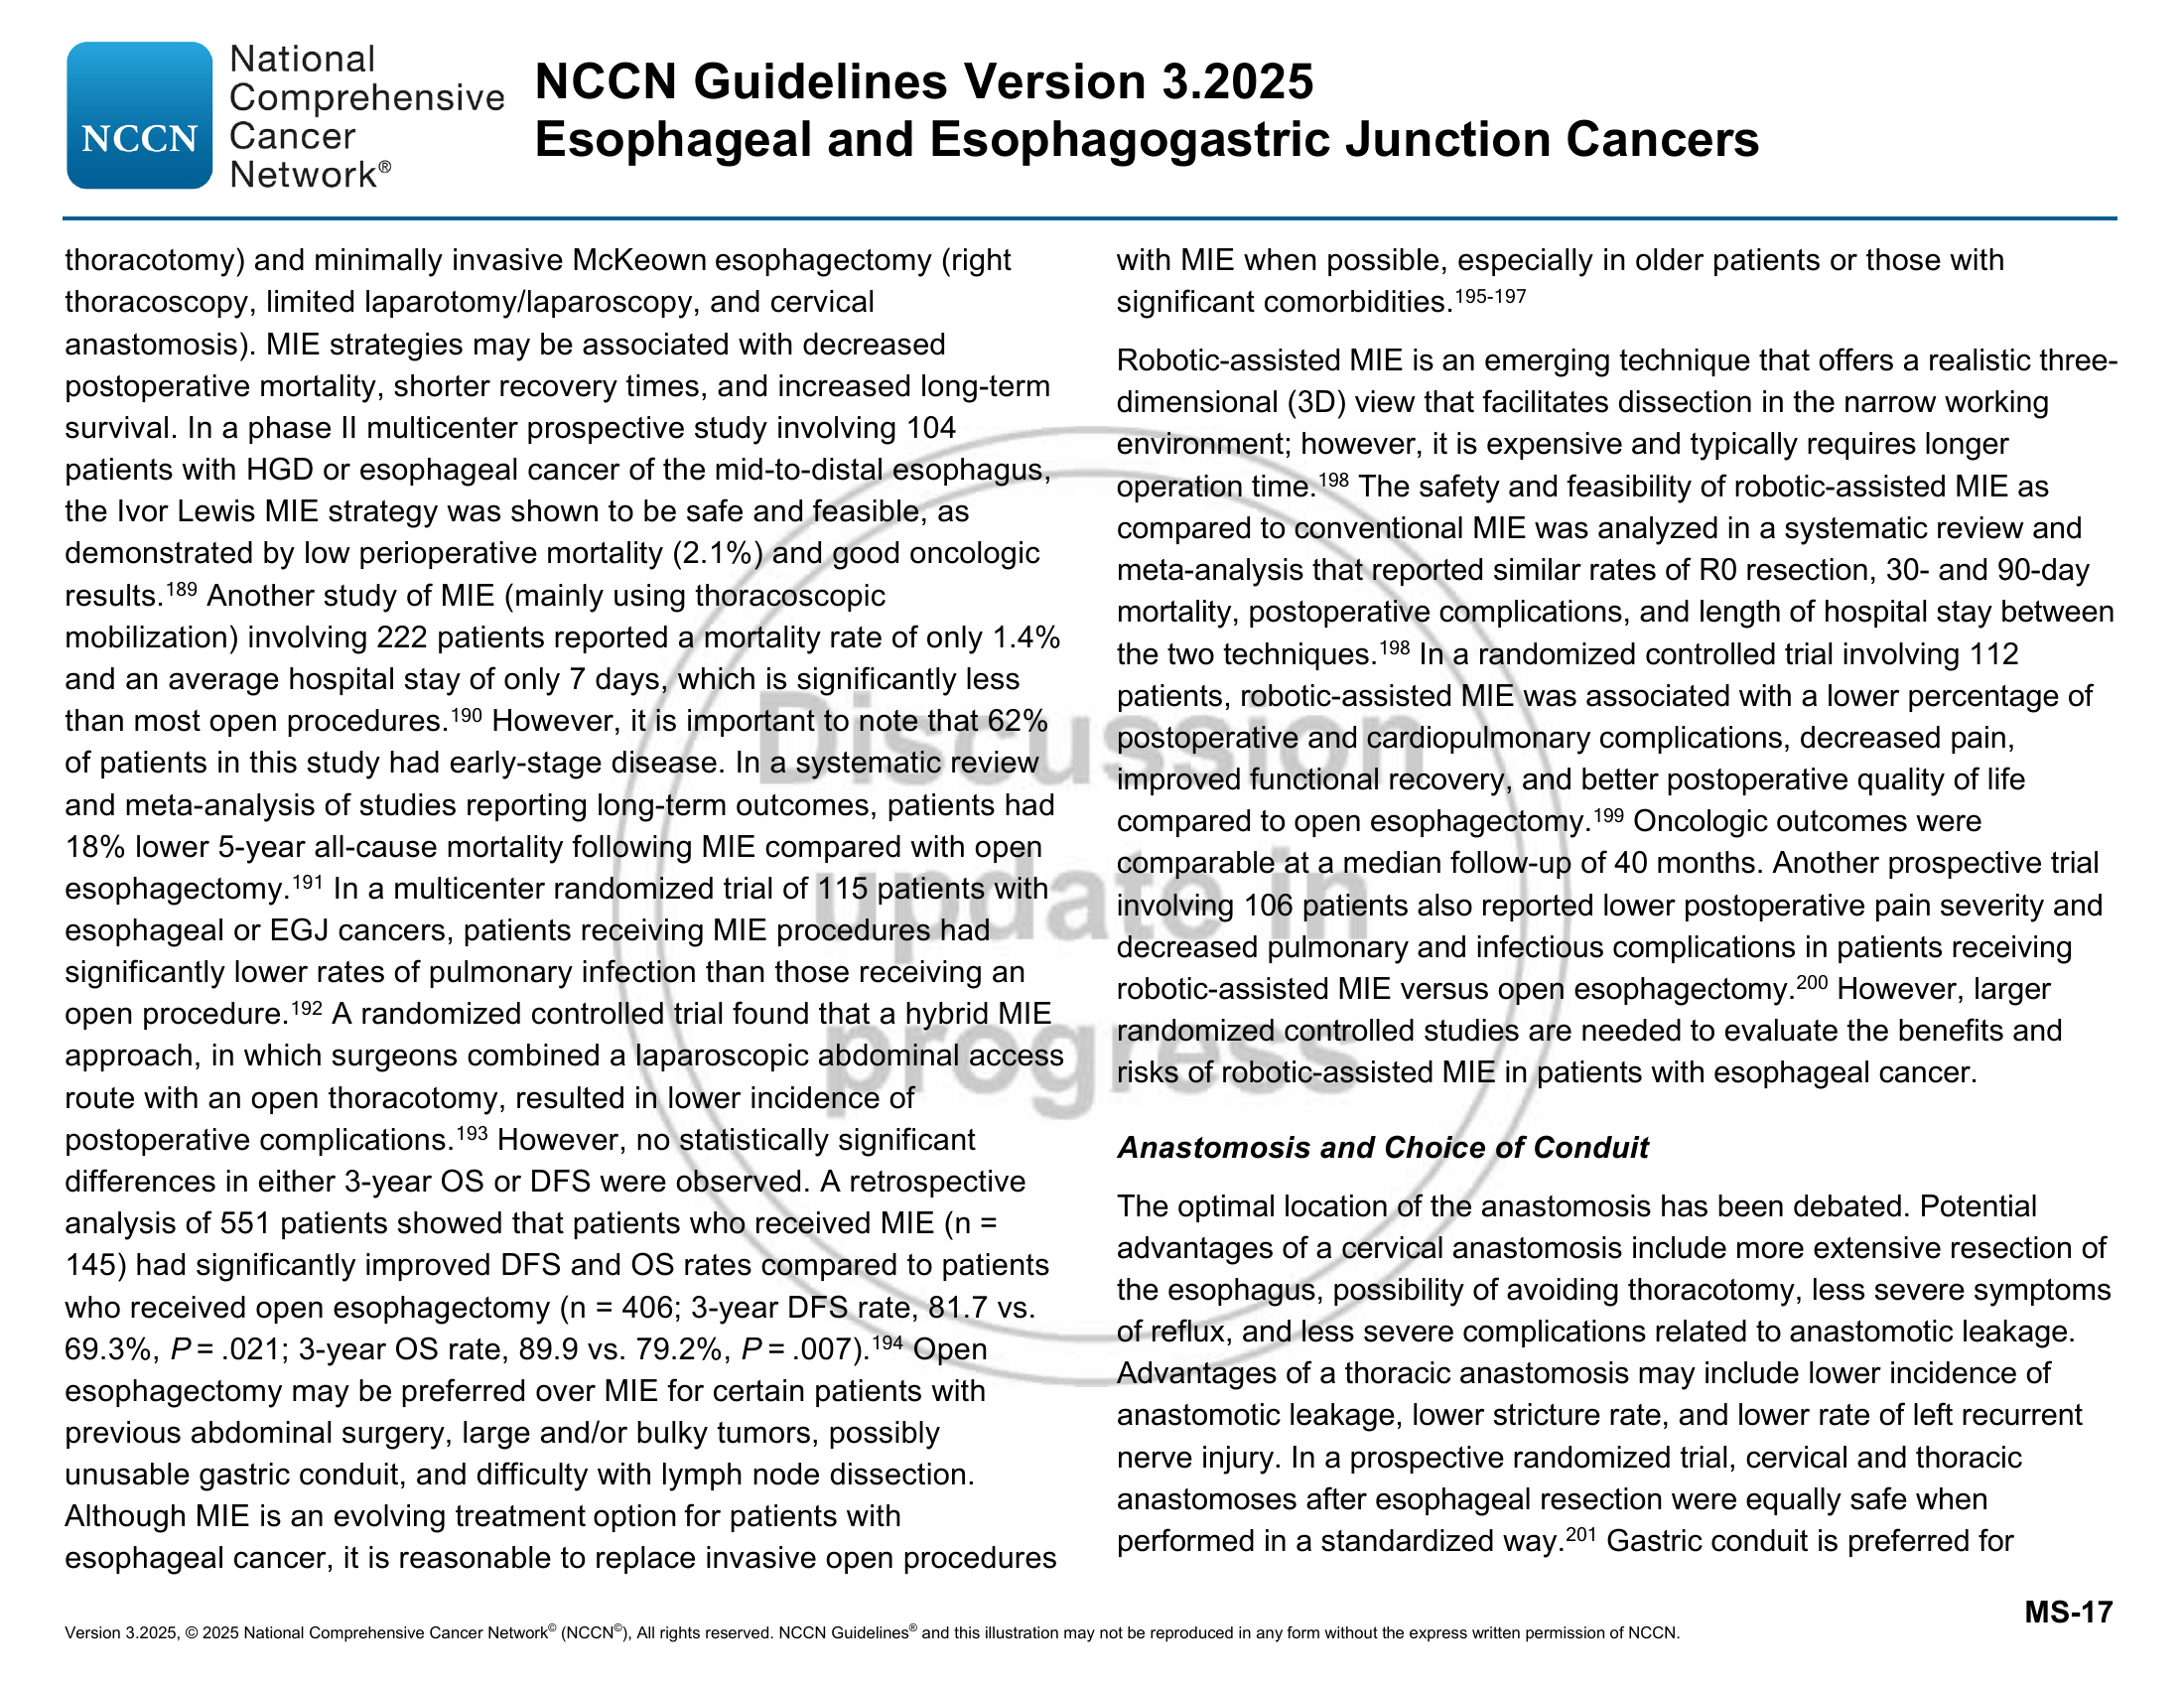 National
Comprehensive
NCCN Cancer
Network®
NCCN Guidelines Version 3.2025
Esophageal and Esophagogastric Junction Cancers
thoracotomy) and minimally invasive McKeown esophagectomy (right
thoracoscopy, limited laparotomy/laparoscopy, and cervical
anastomosis). MIE strategies may be associated with decreased
postoperative mortality, shorter recovery times, and increased long-term
survival. In a phase II multicenter prospective study involving 104
patients with HGD or esophageal cancer of the mid-to-distal esophagus,
the Ivor Lewis MIE strategy was shown to be safe and feasible, as
demonstrated by low perioperative mortality (2.1%) and good oncologic
results.189 Another study of MIE (mainly using thoracoscopic
mobilization) involving 222 patients reported a mortality rate of only 1.4%
and an average hospital stay of only 7 days, which is significantly less
than most open procedures.190 However, it is important to note that 62%
of patients in this study had early-stage disease. In a systematic review
and meta-analysis of studies reporting long-term outcomes, patients had
18% lower 5-year all-cause mortality following MIE compared with open
esophagectomy.191 In a multicenter randomized trial of 115 patients with
esophageal or EGJ cancers, patients receiving MIE procedures had
significantly lower rates of pulmonary infection than those receiving an
open procedure.192 A randomized controlled trial found that a hybrid MIE
approach, in which surgeons combined a laparoscopic abdominal access
route with an open thoracotomy, resulted in lower incidence of
postoperative complications.193 However, no statistically significant
differences in either 3-year OS or DFS were observed. A retrospective
analysis of 551 patients showed that patients who received MIE (n =
145) had significantly improved DFS and OS rates compared to patients
who received open esophagectomy (n = 406; 3-year DFS rate, 81.7 vs.
69.3%, P = .021; 3-year OS rate, 89.9 vs. 79.2%, P = .007).194 Open
esophagectomy may be preferred over MIE for certain patients with
previous abdominal surgery, large and/or bulky tumors, possibly
unusable gastric conduit, and difficulty with lymph node dissection.
Although MIE is an evolving treatment option for patients with
esophageal cancer, it is reasonable to replace invasive open procedures
with MIE when possible, especially in older patients or those with
significant comorbidities.195-197
Robotic-assisted MIE is an emerging technique that offers a realistic three-
dimensional (3D) view that facilitates dissection in the narrow working
environment; however, it is expensive and typically requires longer
operation time.198 The safety and feasibility of robotic-assisted MIE as
compared to conventional MIE was analyzed in a systematic review and
meta-analysis that reported similar rates of R0 resection, 30- and 90-day
mortality, postoperative complications, and length of hospital stay between
the two techniques.198 In a randomized controlled trial involving 112
patients, robotic-assisted MIE was associated with a lower percentage of
postoperative and cardiopulmonary complications, decreased pain,
improved functional recovery, and better postoperative quality of life
compared to open esophagectomy.199 Oncologic outcomes were
comparable at a median follow-up of 40 months. Another prospective trial
involving 106 patients also reported lower postoperative pain severity and
decreased pulmonary and infectious complications in patients receiving
robotic-assisted MIE versus open esophagectomy.200 However, larger
randomized controlled studies are needed to evaluate the benefits and
risks of robotic-assisted MIE in patients with esophageal cancer.
Anastomosis and Choice of Conduit
The optimal location of the anastomosis has been debated. Potential
advantages of a cervical anastomosis include more extensive resection of
the esophagus, possibility of avoiding thoracotomy, less severe symptoms
of reflux, and less severe complications related to anastomotic leakage.
Advantages of a thoracic anastomosis may include lower incidence of
anastomotic leakage, lower stricture rate, and lower rate of left recurrent
nerve injury. In a prospective randomized trial, cervical and thoracic
anastomoses after esophageal resection were equally safe when
performed in a standardized way.201 Gastric conduit is preferred for
Discussion
update in
progress
MS-17
Version 3.2025, © 2025 National Comprehensive Cancer Network© (NCCN©), All rights reserved. NCCN Guidelines® and this illustration may not be reproduced in any form without the express written permission of NCCN.